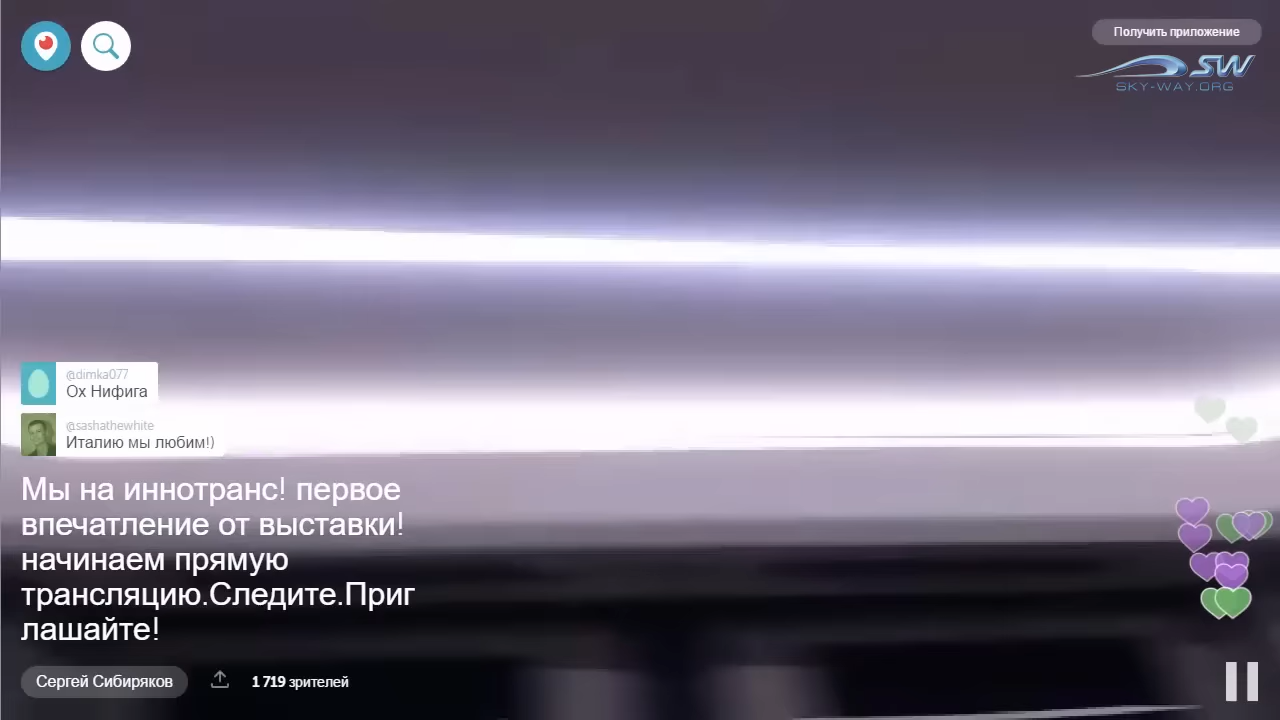 Получить приложение
SW
SKY-WAY.ORG
@dimka077
Ох Нифига
@sashathewhite
Италию мы любим!)
Мы на иннотранс! первое
впечатление от выставки!
начинаем прямую
трансляцию.Следите.Приг
лашайте!
Сергей Сибиряков
1 719 зрителей